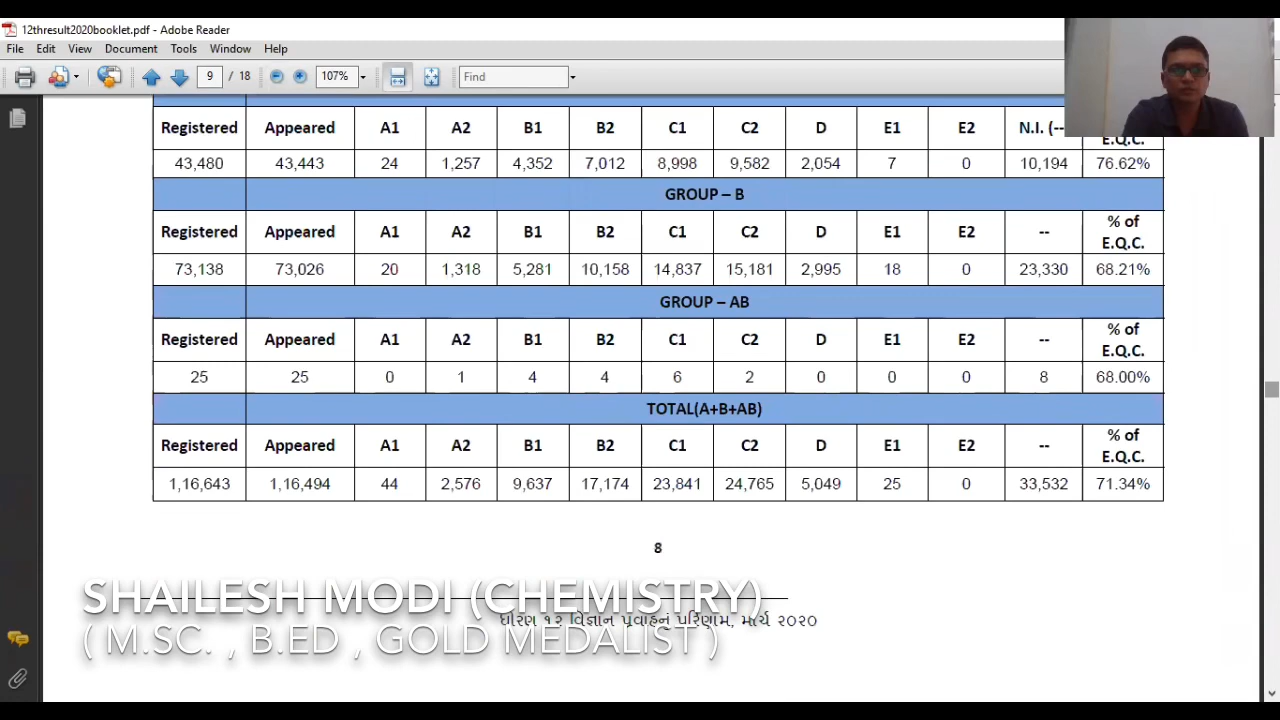 12thresult2020booklet.pdf - Adobe Reader
File Edit View Document Tools Window Help
9 / 18 107% Find
Registered Appeared A1 A2 B1 B2 C1 C2 D E1 E2 N.I. (-- E.Q.C.
43,480 43,443 24 1,257 4,352 7,012 8,998 9,582 2,054 7 0 10,194 76.62%
GROUP – B
Registered Appeared A1 A2 B1 B2 C1 C2 D E1 E2 -- % of E.Q.C.
73,138 73,026 20 1,318 5,281 10,158 14,837 15,181 2,995 18 0 23,330 68.21%
GROUP – AB
Registered Appeared A1 A2 B1 B2 C1 C2 D E1 E2 -- % of E.Q.C.
25 25 0 1 4 4 6 2 0 0 0 8 68.00%
TOTAL(A+B+AB)
Registered Appeared A1 A2 B1 B2 C1 C2 D E1 E2 -- % of E.Q.C.
1,16,643 1,16,494 44 2,576 9,637 17,174 23,841 24,765 5,049 25 0 33,532 71.34%
8
SHAILESH MODI (CHEMISTRY)
ધોરણ ૧૨ વિજ્ઞાન પ્રવાહનું પરિણામ, માર્ચ ૨૦૨૦
( M.SC. , B.ED , GOLD MEDALIST )